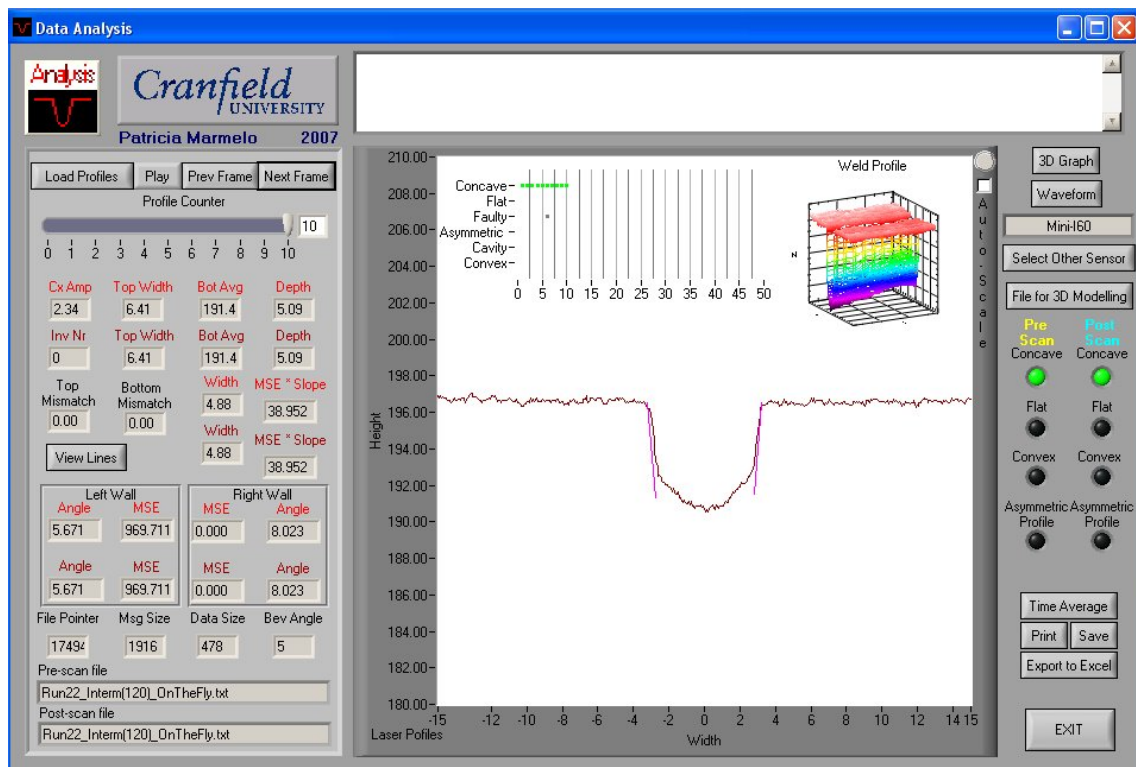 Data Analysis
Analysis
Cranfield
UNIVERSITY
Patricia Marmelo 2007
Load Profiles Play Prev Frame Next Frame
Profile Counter
10
0 1 2 3 4 5 6 7 8 9 10
Cx Amp Top Width Bot Avg Depth
2.34 6.41 191.4 5.09
Inv Nr Top Width Bot Avg Depth
0 6.41 191.4 5.09
Top Mismatch Bottom Mismatch Width MSE * Slope
0.00 0.00 4.88 38.952
Width MSE * Slope
4.88 38.952
View Lines
Left Wall Right Wall
Angle MSE MSE Angle
5.671 969.711 0.000 8.023
Angle MSE MSE Angle
5.671 969.711 0.000 8.023
File Pointer Msg Size Data Size Bev Angle
1916 478 5
Pre-scan file
Run22_Interm(120)_OnTheFly.txt
Post-scan file
Run22_Interm(120)_OnTheFly.txt
210.00
208.00
206.00
204.00
202.00
200.00
198.00
196.00
194.00
192.00
190.00
188.00
186.00
184.00
182.00
180.00
Height
-15 -12 -10 -8 -6 -4 -2 0 2 4 6 8 10 12 14 15
Laser Pofiles
Width
Concave
Flat
Faulty
Asymmetric
Cavity
Convex
0 5 10 15 20 25 30 35 40 45 50
Weld Profile
Z
Auto-Scale
3D Graph
Waveform
Mini-I60
Select Other Sensor
File for 3D Modelling
Pre Scan Post Scan
Concave Concave
Flat Flat
Convex Convex
Asymmetric Profile Asymmetric Profile
Time Average
Print Save
Export to Excel
EXIT